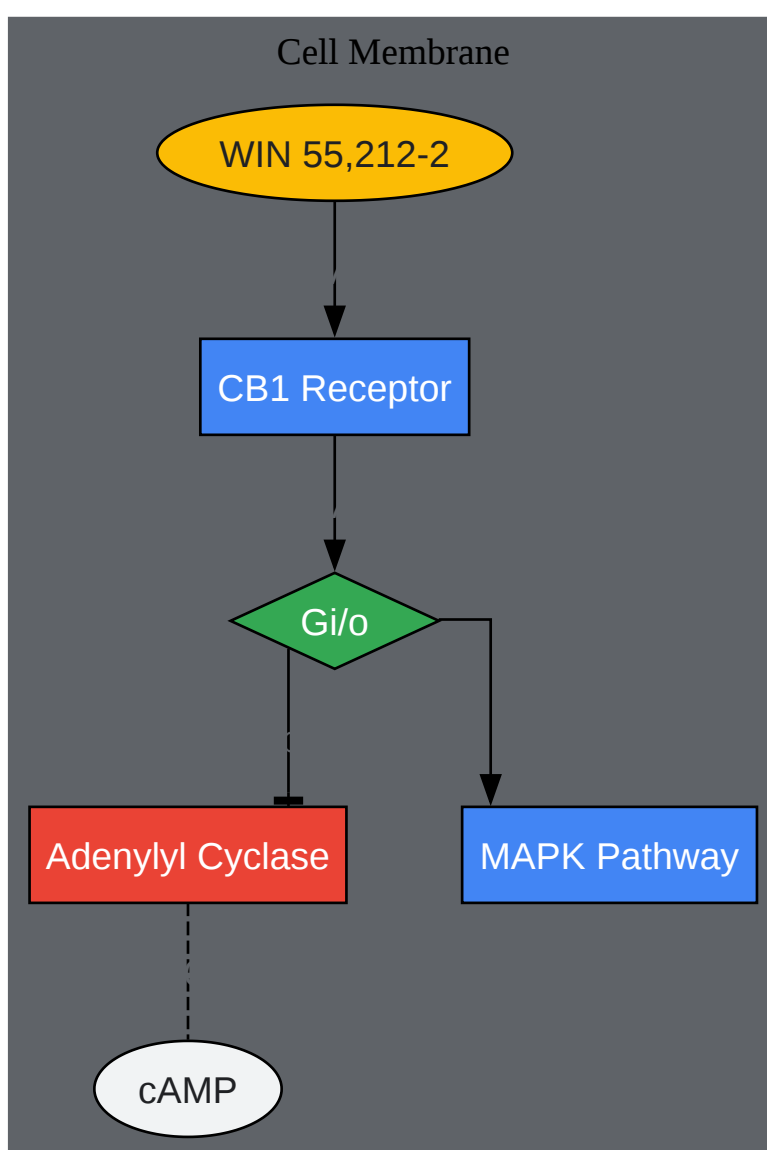 Cell Membrane
WIN 55,212-2
CB1 Receptor
Gi/o
Adenylyl Cyclase
MAPK Pathway
cAMP